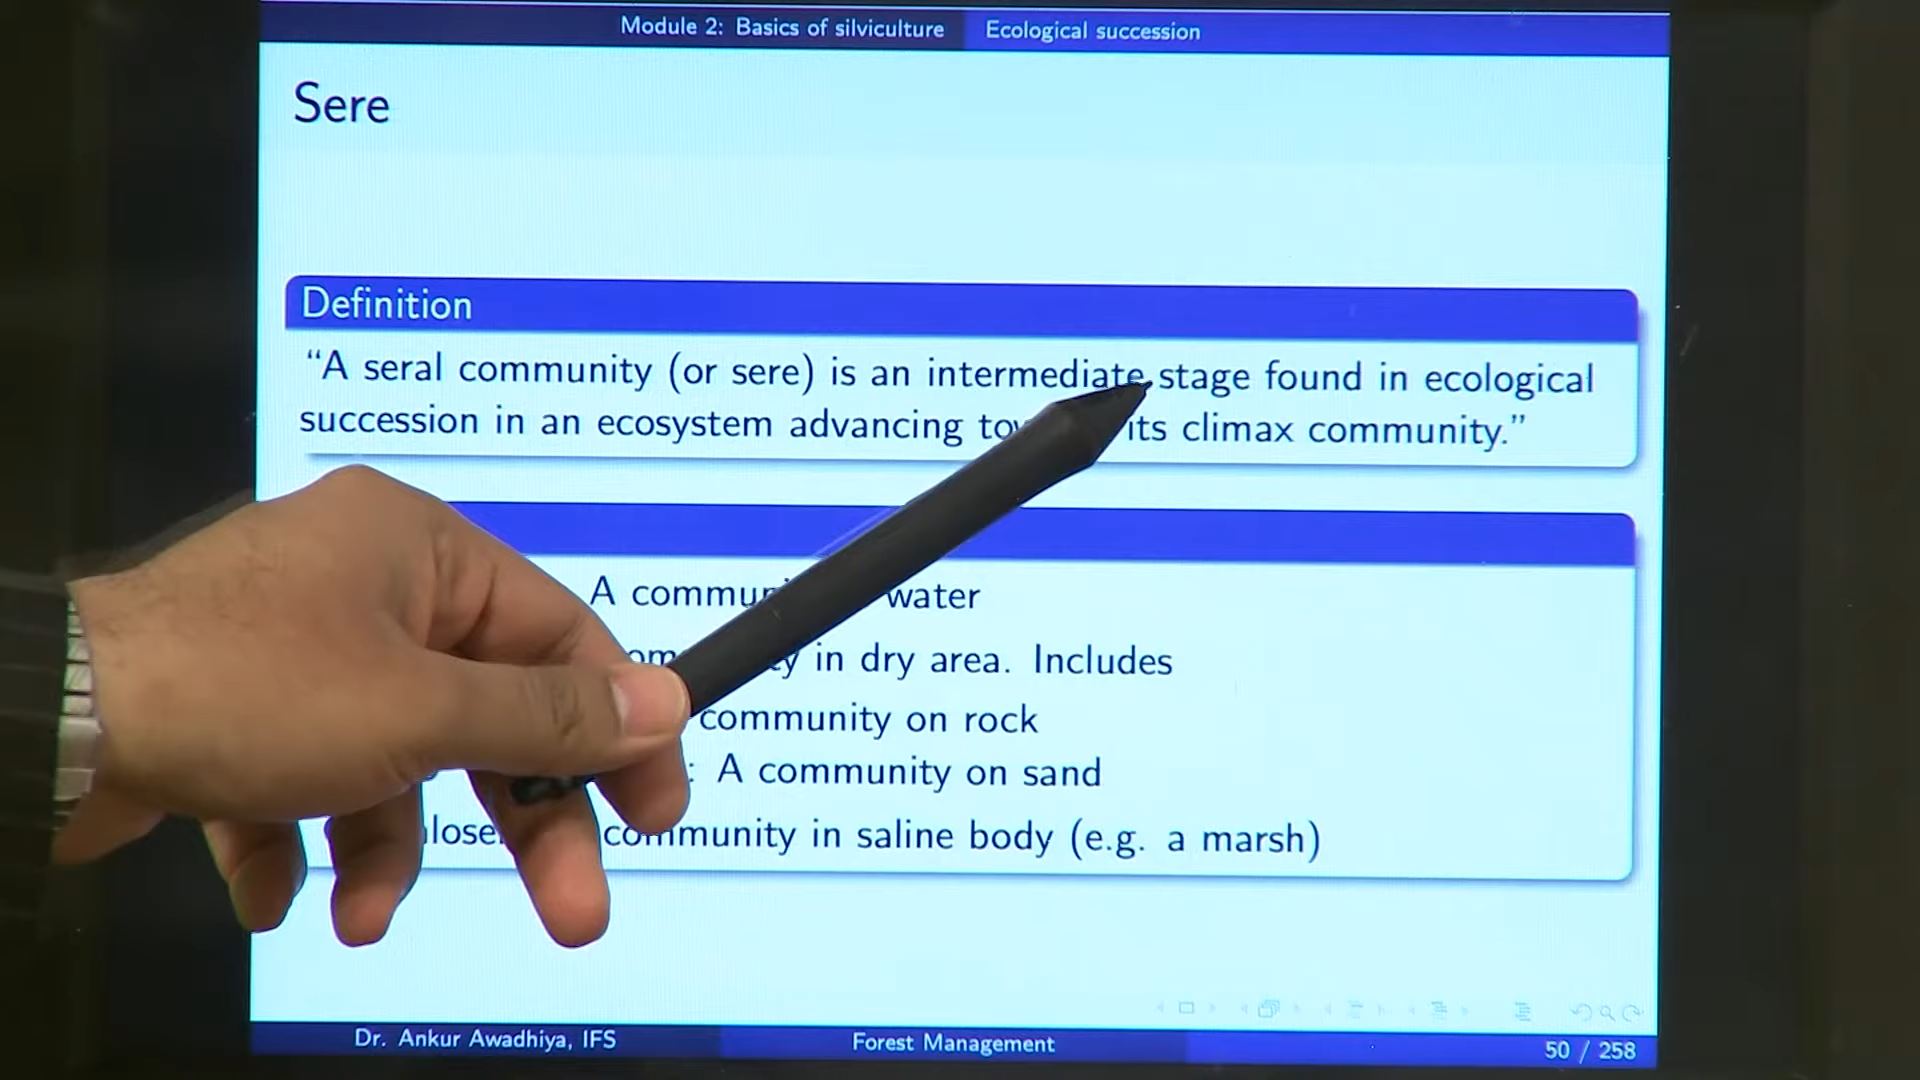 Module 2: Basics of silviculture Ecological succession
Sere
Definition
“A seral community (or sere) is an intermediate stage found in ecological
succession in an ecosystem advancing its climax community.”
A water
in dry area. Includes
community on rock
: A community on sand
community in saline body (e.g. a marsh)
Dr. Ankur Awadhiya, IFS Forest Management 50 / 258